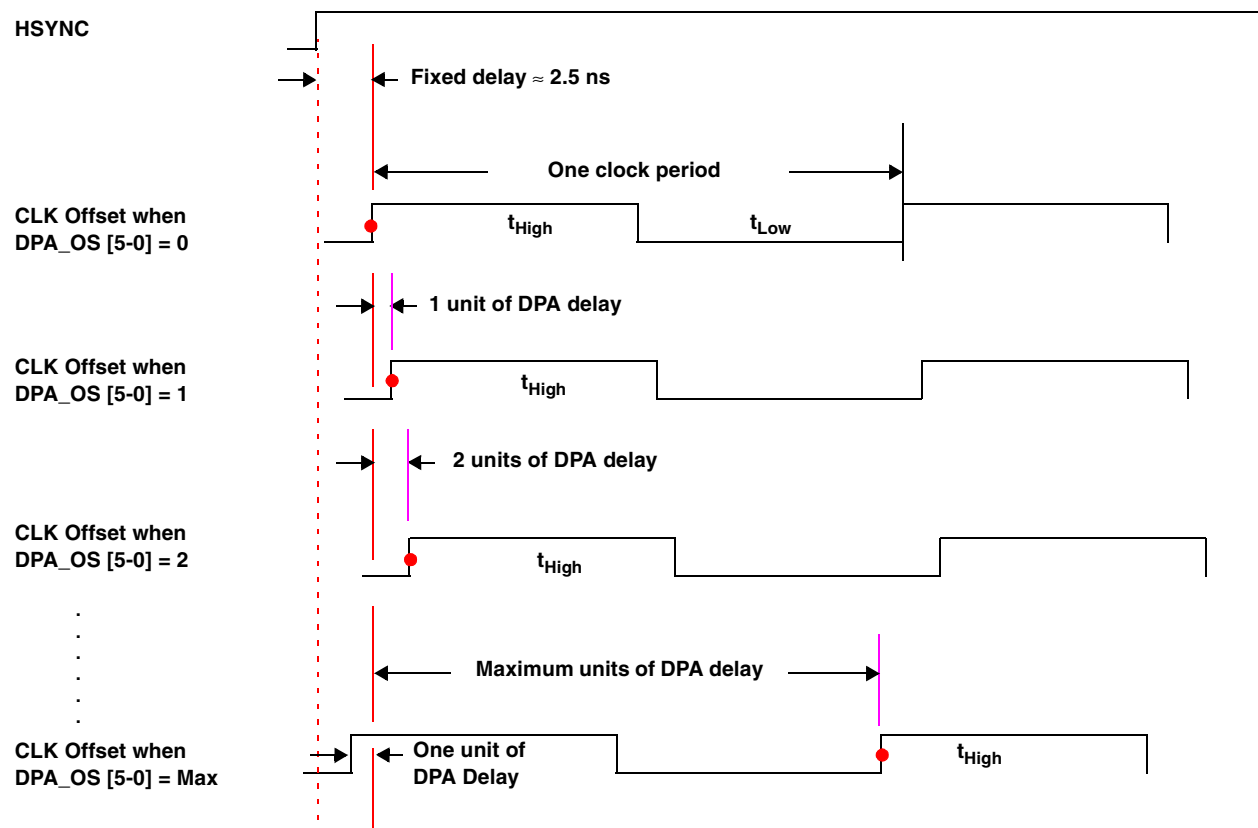 HSYNC
Fixed delay ≈ 2.5 ns
One clock period
CLK Offset when
DPA_OS [5-0] = 0
tHigh
tLow
1 unit of DPA delay
CLK Offset when
DPA_OS [5-0] = 1
tHigh
2 units of DPA delay
CLK Offset when
DPA_OS [5-0] = 2
tHigh
.
.
.
.
.
.
Maximum units of DPA delay
CLK Offset when
DPA_OS [5-0] = Max
One unit of
DPA Delay
tHigh